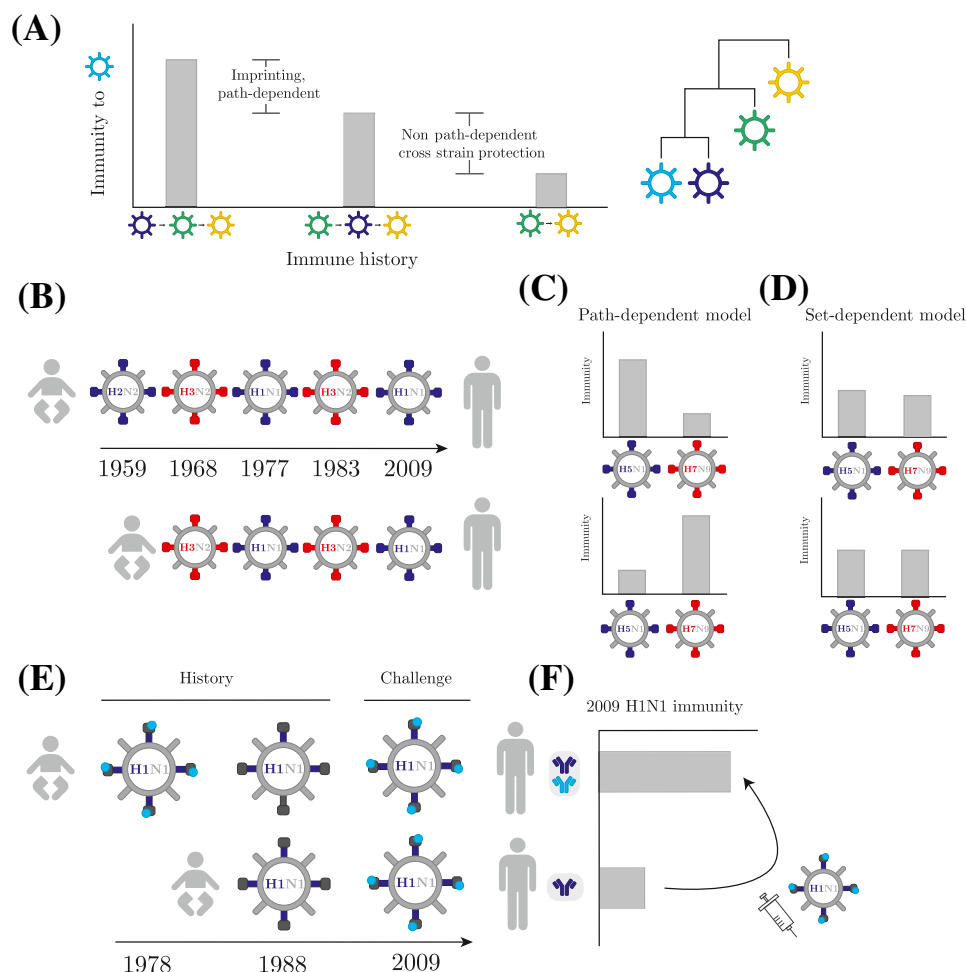 (A)
Immunity to
Imprinting,
path-dependent
Non path-dependent
cross strain protection
Immune history
(B)
H2N2
H3N2
H1N1
H3N2
H1N1
1959
1968
1977
1983
2009
H3N2
H1N1
H3N2
H1N1
(C)
Path-dependent model
Immunity
H5N1
H7N9
Immunity
H5N1
H7N9
(D)
Set-dependent model
Immunity
H5N1
H7N9
Immunity
H5N1
H7N9
(E)
History
Challenge
H1N1
H1N1
H1N1
H1N1
H1N1
1978
1988
2009
(F)
2009 H1N1 immunity
H1N1